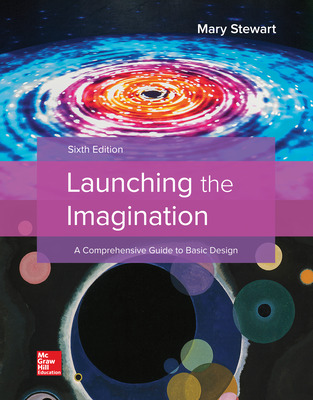 Mary Stewart
Sixth Edition
Launching the
Imagination
A Comprehensive Guide to Basic Design
Mc
Graw
Hill
Education